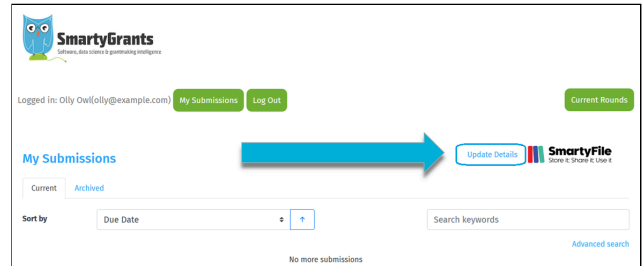 SmartyGrants
Software, data science & grantmaking intelligence
Logged in: Olly Owl(olly@example.com) My Submissions Log Out Current Rounds
My Submissions Update Details SmartyFile
Store it: Share it: Use it
Current Archived
Sort by Due Date ↑ Search keywords
Advanced search
No more submissions